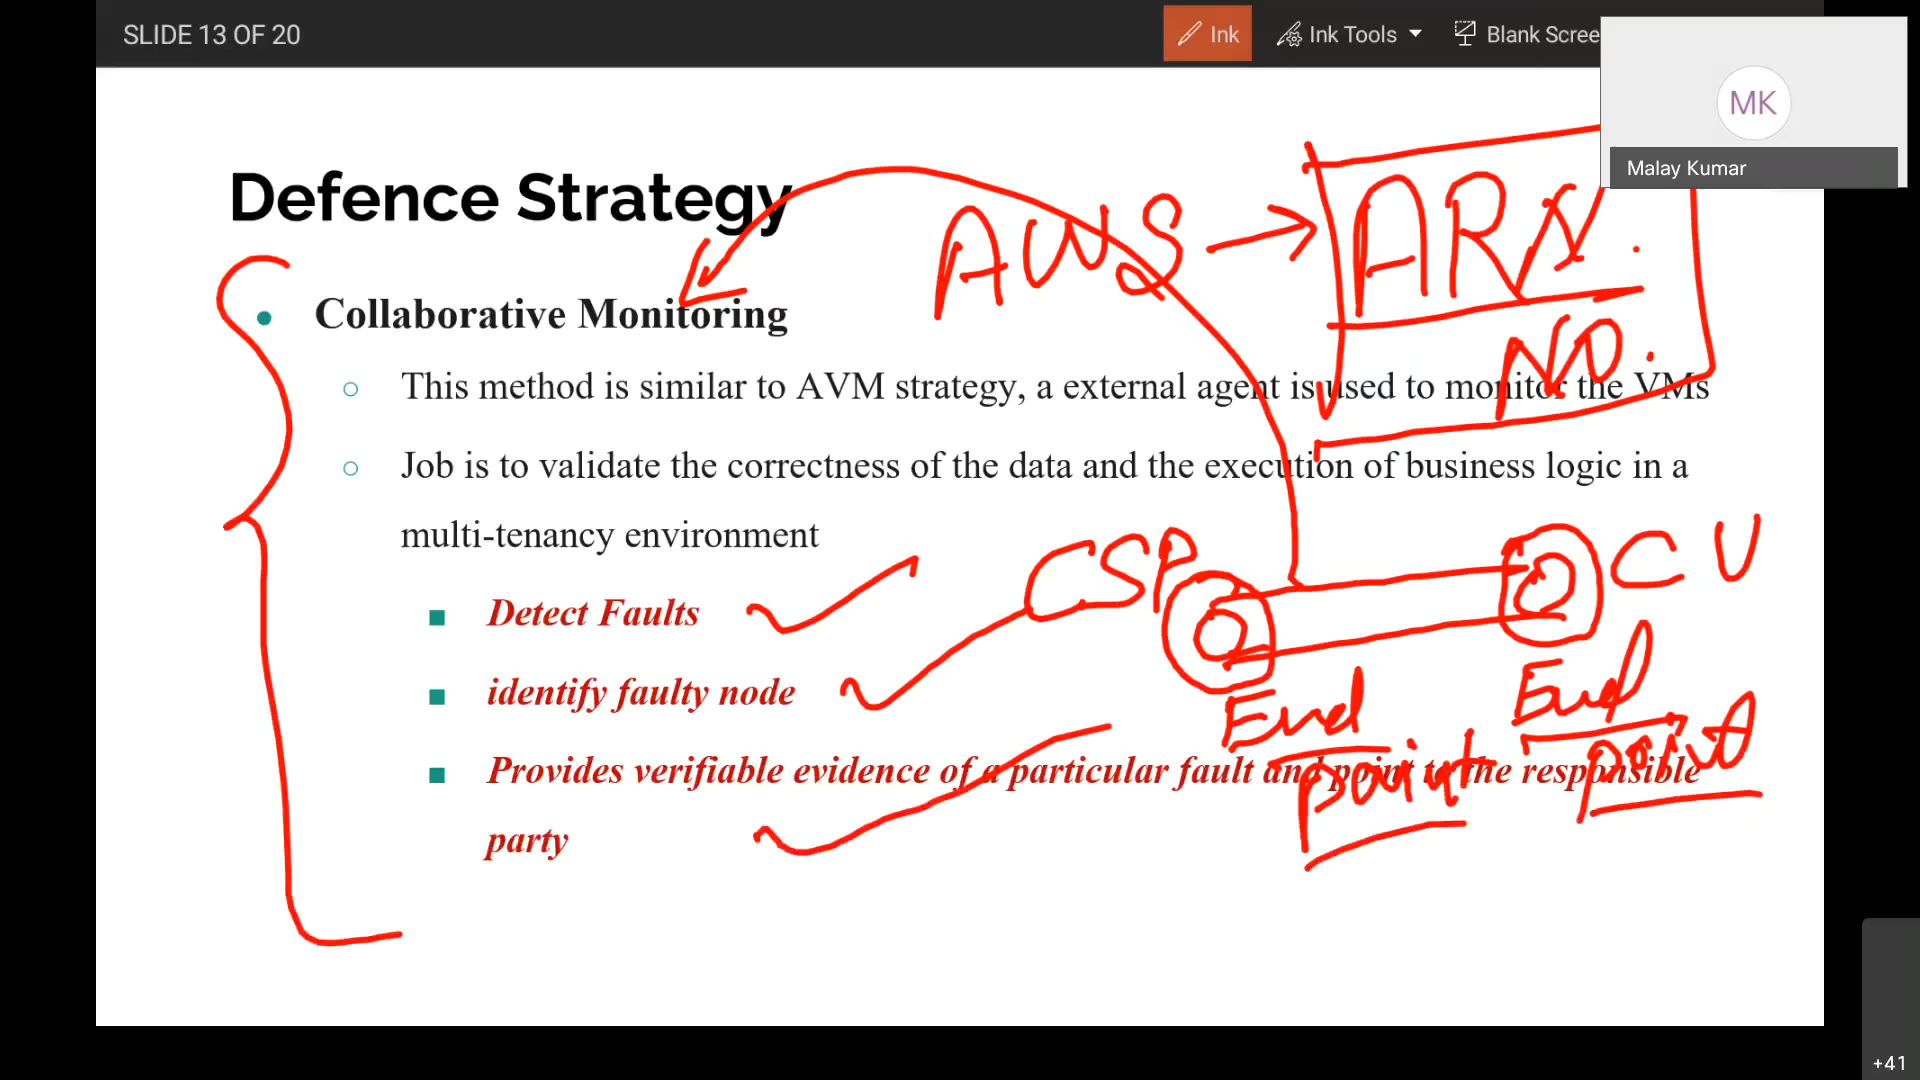 SLIDE 13 OF 20
Ink
Ink Tools
Blank Scree
MK
Malay Kumar
Defence Strategy
AWS → ARN. NO.
Collaborative Monitoring
This method is similar to AVM strategy, a external agent is used to monitor the VMs
Job is to validate the correctness of the data and the execution of business logic in a
multi-tenancy environment
CSP
CU
Detect Faults
identify faulty node
End point
End point
Provides verifiable evidence of a particular fault and point to the responsible
party
+41